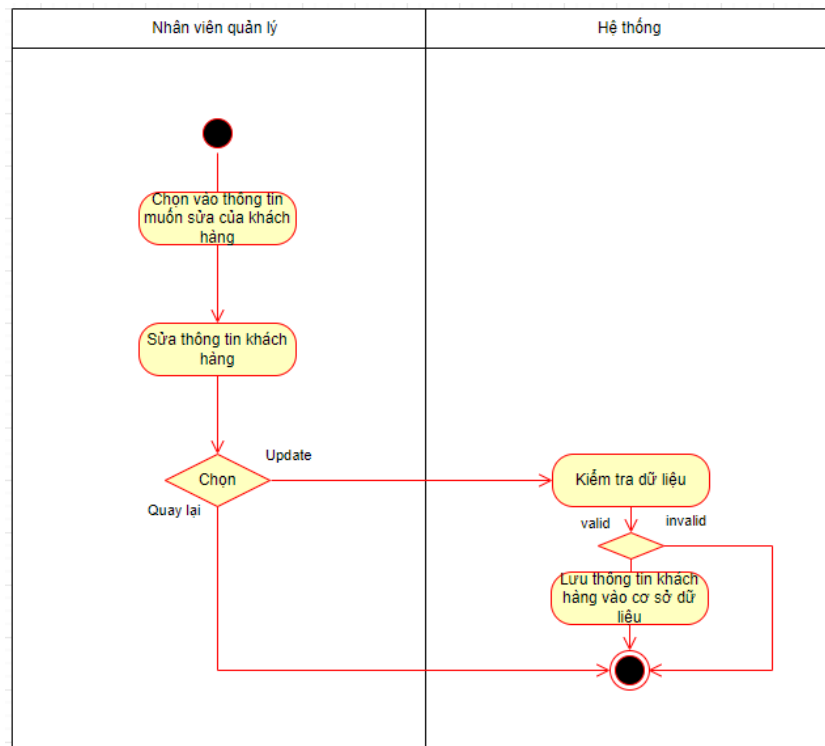 Nhân viên quản lý
Hệ thống
Chọn vào thông tin
muốn sửa của khách
hàng
Sửa thông tin khách
hàng
Chọn
Update
Quay lại
Kiểm tra dữ liệu
valid
invalid
Lưu thông tin khách
hàng vào cơ sở dữ
liệu